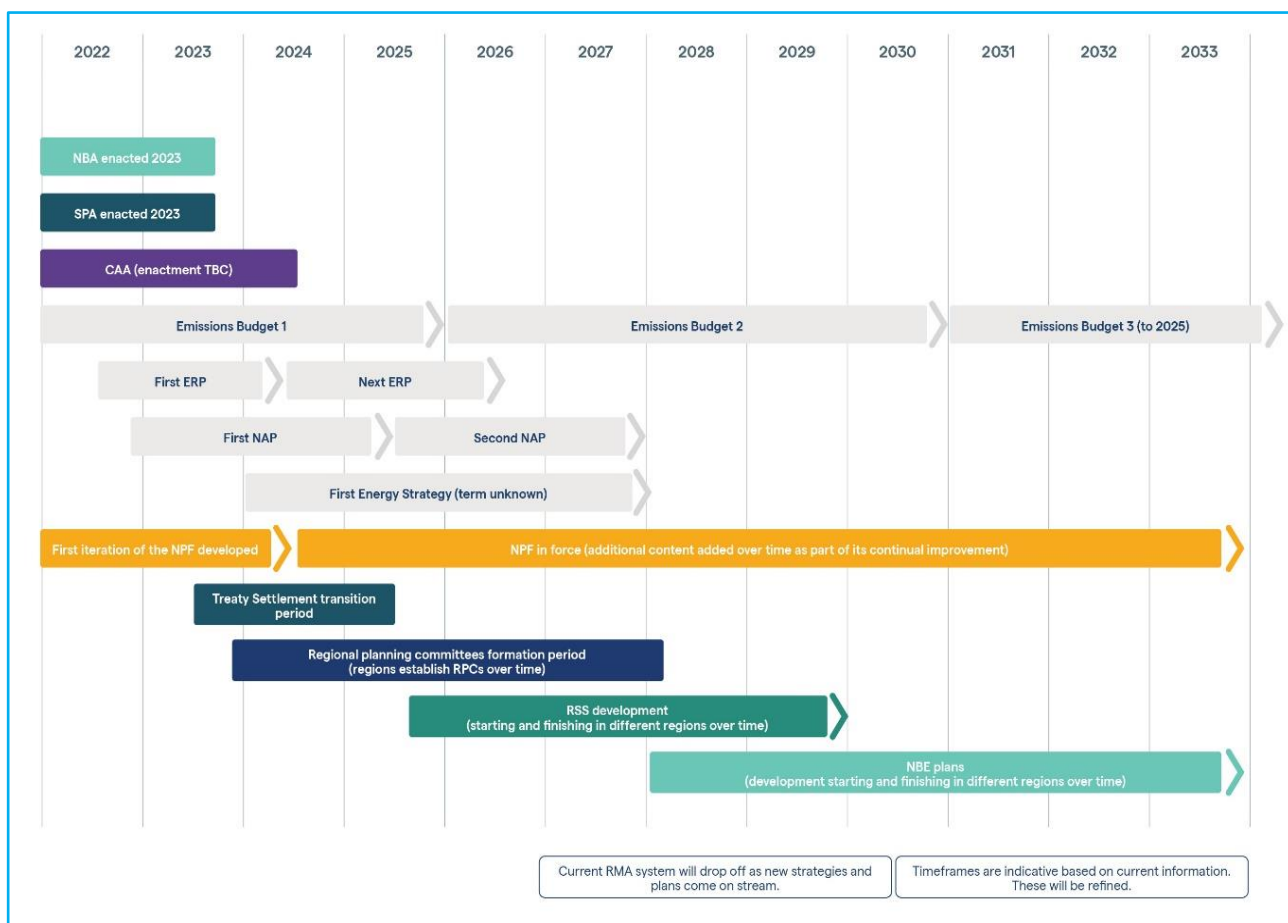 2022 2023 2024 2025 2026 2027 2028 2029 2030 2031 2032 2033
NBA enacted 2023
SPA enacted 2023
CAA (enactment TBC)
Emissions Budget 1 Emissions Budget 2 Emissions Budget 3 (to 2025)
First ERP Next ERP
First NAP Second NAP
First Energy Strategy (term unknown)
First iteration of the NPF developed NPF in force (additional content added over time as part of its continual improvement)
Treaty Settlement transition
period
Regional planning committees formation period
(regions establish RPCs over time)
RSS development
(starting and finishing in different regions over time)
NBE plans
(development starting and finishing in different regions over time)
Current RMA system will drop off as new strategies and
plans come on stream.
Timeframes are indicative based on current information.
These will be refined.